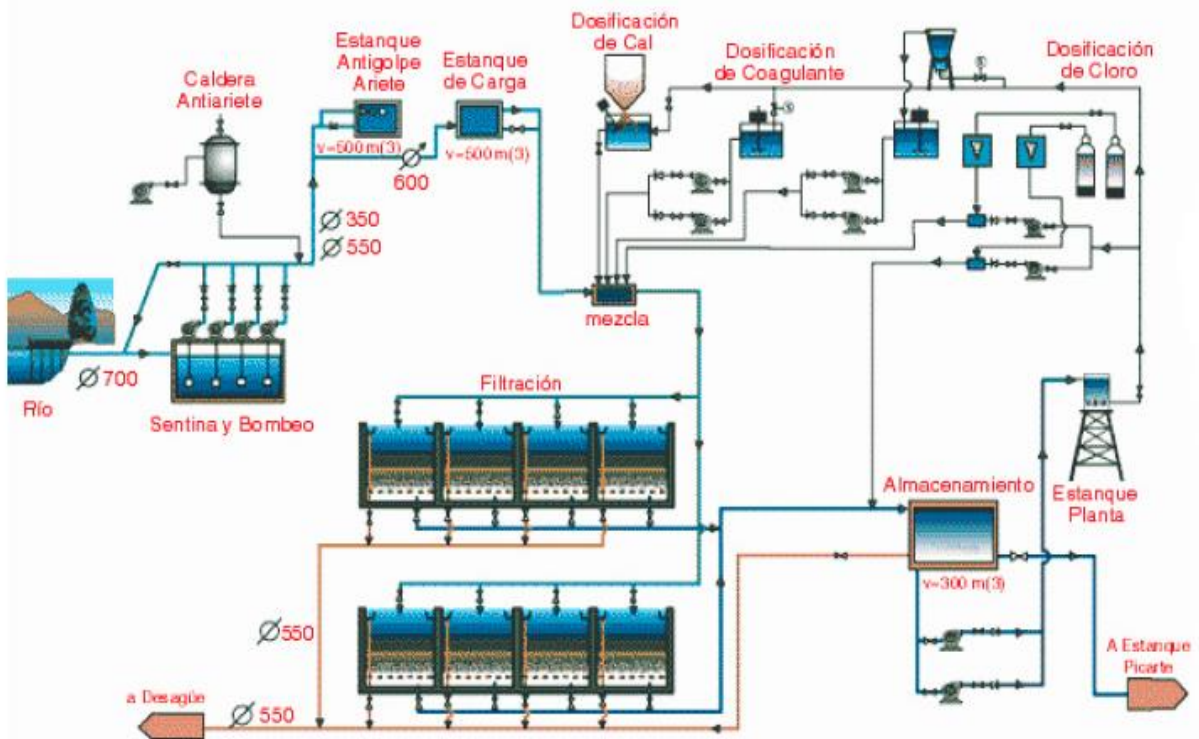 Dosificación
de Cal
Estanque
Antigolpe
Ariete
Estanque
de Carga
Dosificación
de Coagulante
Dosificación
de Cloro
Caldera
Antiariete
v=500 m(3)
v=500 m(3)
600
350
550
mezcla
700
Río
Sentina y Bombeo
Filtración
Almacenamiento
Estanque
Planta
v=300 m(3)
550
A Estanque
Picarte
a Desagüe
550